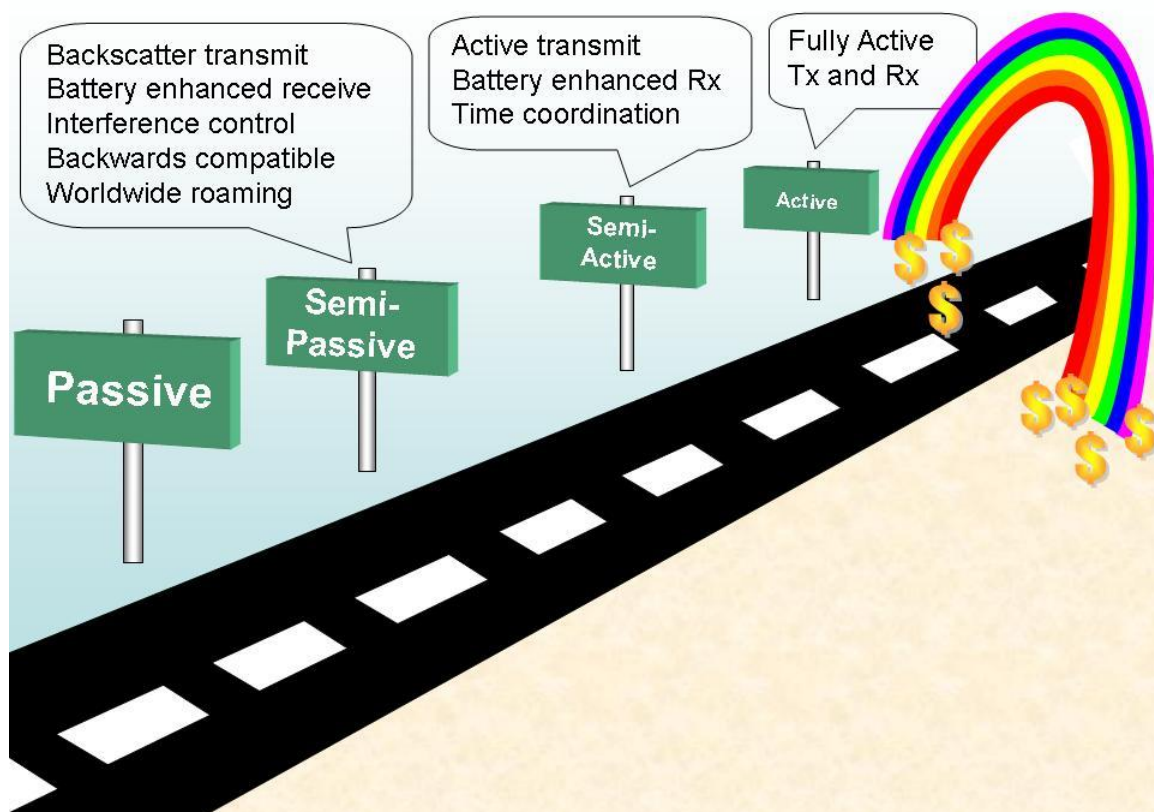 Backscatter transmit
Battery enhanced receive
Interference control
Backwards compatible
Worldwide roaming
Active transmit
Battery enhanced Rx
Time coordination
Fully Active
Tx and Rx
Passive
Semi-
Passive
Semi-
Active
Active
$
$
$
$
$
$
$